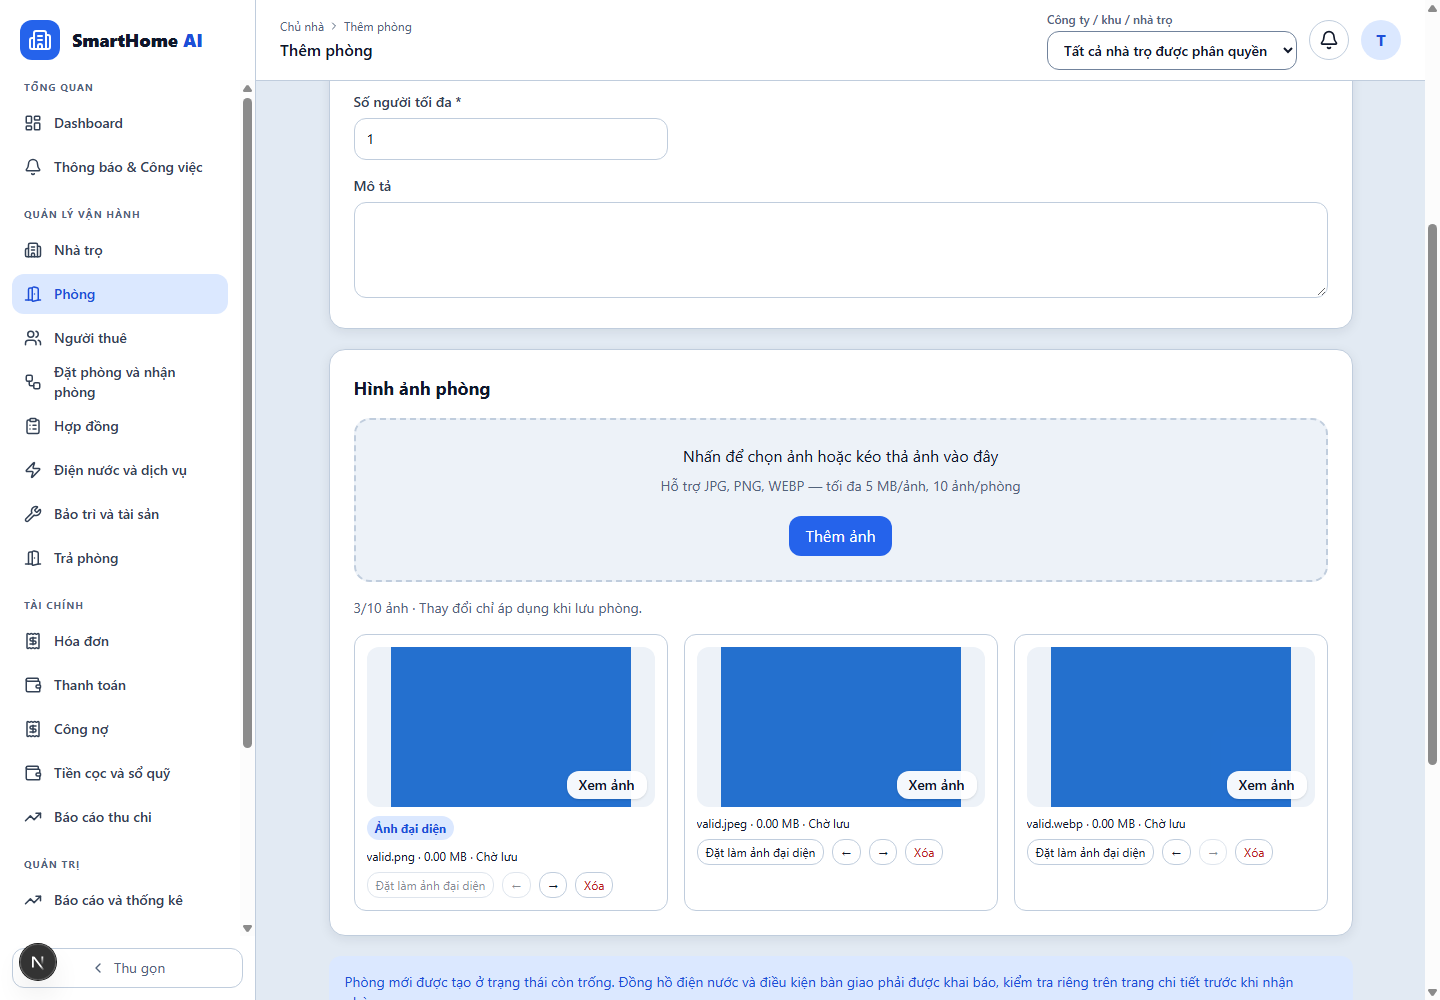 SmartHome AI
TỔNG QUAN
Dashboard
Thông báo & Công việc
QUẢN LÝ VẬN HÀNH
Nhà trọ
Phòng
Người thuê
Đặt phòng và nhận
phòng
Hợp đồng
Điện nước và dịch vụ
Bảo trì và tài sản
Trả phòng
TÀI CHÍNH
Hóa đơn
Thanh toán
Công nợ
Tiền cọc và sổ quỹ
Báo cáo thu chi
QUẢN TRỊ
Báo cáo và thống kê
N
Thu gọn
Chủ nhà > Thêm phòng
Thêm phòng
Công ty / khu / nhà trọ
Tất cả nhà trọ được phân quyền
T
Số người tối đa *
1
Mô tả
Hình ảnh phòng
Nhấn để chọn ảnh hoặc kéo thả ảnh vào đây
Hỗ trợ JPG, PNG, WEBP — tối đa 5 MB/ảnh, 10 ảnh/phòng
Thêm ảnh
3/10 ảnh · Thay đổi chỉ áp dụng khi lưu phòng.
Xem ảnh
Ảnh đại diện
valid.png · 0.00 MB · Chờ lưu
Đặt làm ảnh đại diện ← → Xóa
Xem ảnh
valid.jpeg · 0.00 MB · Chờ lưu
Đặt làm ảnh đại diện ← → Xóa
Xem ảnh
valid.webp · 0.00 MB · Chờ lưu
Đặt làm ảnh đại diện ← → Xóa
Phòng mới được tạo ở trạng thái còn trống. Đồng hồ điện nước và điều kiện bàn giao phải được khai báo, kiểm tra riêng trên trang chi tiết trước khi nhận